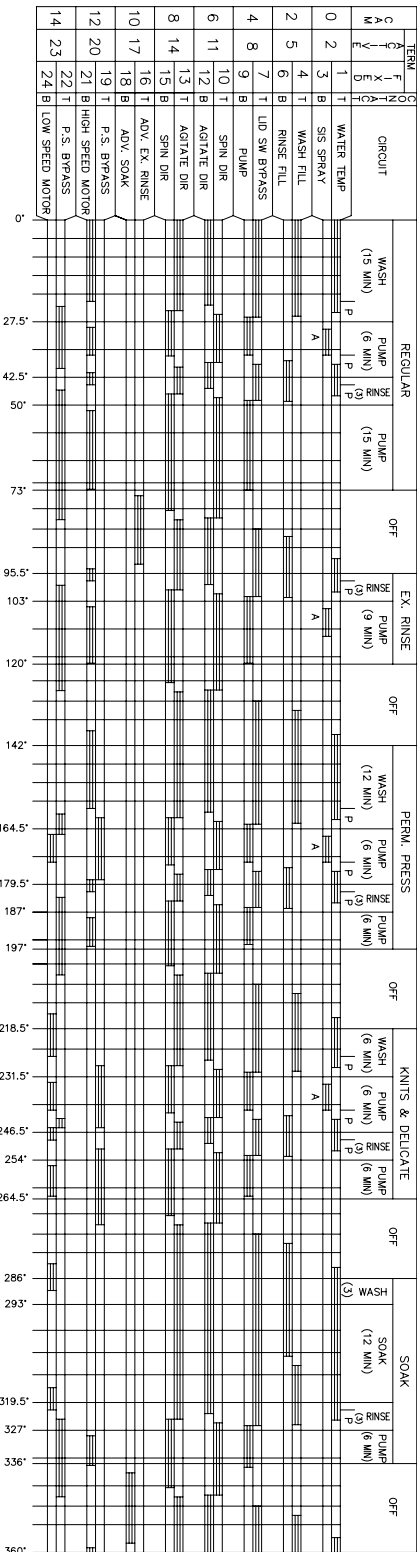 CAM
TERM
ACTIVE
FIXED
CONTACT
CIRCUIT
0 2 1 T WATER TEMP
3 B SIS SPRAY
2 5 4 T WASH FILL
6 B RINSE FILL
4 8 7 T LID SW BYPASS
9 B PUMP
6 11 10 T SPIN DIR
12 B AGITATE DIR
8 14 13 T AGITATE DIR
15 B SPIN DIR
10 17 16 T ADV. EX. RINSE
18 B ADV. SOAK
12 20 19 T P.S. BYPASS
21 B HIGH SPEED MOTOR
14 23 22 T P.S. BYPASS
24 B LOW SPEED MOTOR
REGULAR
WASH (15 MIN)
PUMP (6 MIN)
(3) RINSE
PUMP (15 MIN)
OFF
EX. RINSE
(3) RINSE
PUMP (9 MIN)
OFF
PERM. PRESS
WASH (12 MIN)
PUMP (6 MIN)
(3) RINSE
PUMP (6 MIN)
OFF
KNITS & DELICATE
WASH (6 MIN)
PUMP (6 MIN)
(3) RINSE
PUMP (6 MIN)
OFF
SOAK
(3) WASH
SOAK (12 MIN)
(3) RINSE
PUMP (6 MIN)
OFF
P P P P P P P P P P P
A A A A
0° 27.5° 42.5° 50° 73° 95.5° 103° 120° 142° 164.5° 179.5° 187° 197° 218.5° 231.5° 246.5° 254° 264.5° 286° 293° 319.5° 327° 336° 360°